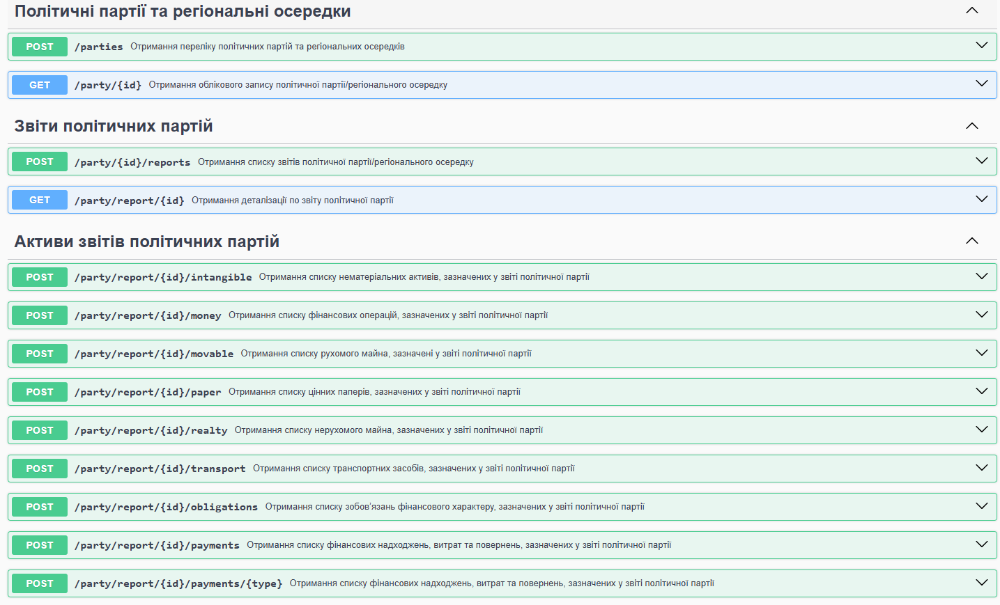 Політичні партії та регіональні осередки
POST /parties Отримання переліку політичних партій та регіональних осередків
GET /party/{id} Отримання облікового запису політичної партії/регіонального осередку
Звіти політичних партій
POST /party/{id}/reports Отримання списку звітів політичної партії/регіонального осередку
GET /party/report/{id} Отримання деталізації по звіту політичної партії
Активи звітів політичних партій
POST /party/report/{id}/intangible Отримання списку нематеріальних активів, зазначених у звіті політичної партії
POST /party/report/{id}/money Отримання списку фінансових операцій, зазначених у звіті політичної партії
POST /party/report/{id}/movable Отримання списку рухомого майна, зазначені у звіті політичної партії
POST /party/report/{id}/paper Отримання списку цінних паперів, зазначених у звіті політичної партії
POST /party/report/{id}/realty Отримання списку нерухомого майна, зазначених у звіті політичної партії
POST /party/report/{id}/transport Отримання списку транспортних засобів, зазначених у звіті політичної партії
POST /party/report/{id}/obligations Отримання списку зобов'язань фінансового характеру, зазначених у звіті політичної партії
POST /party/report/{id}/payments Отримання списку фінансових надходжень, витрат та повернень, зазначених у звіті політичної партії
POST /party/report/{id}/payments/{type} Отримання списку фінансових надходжень, витрат та повернень, зазначених у звіті політичної партії